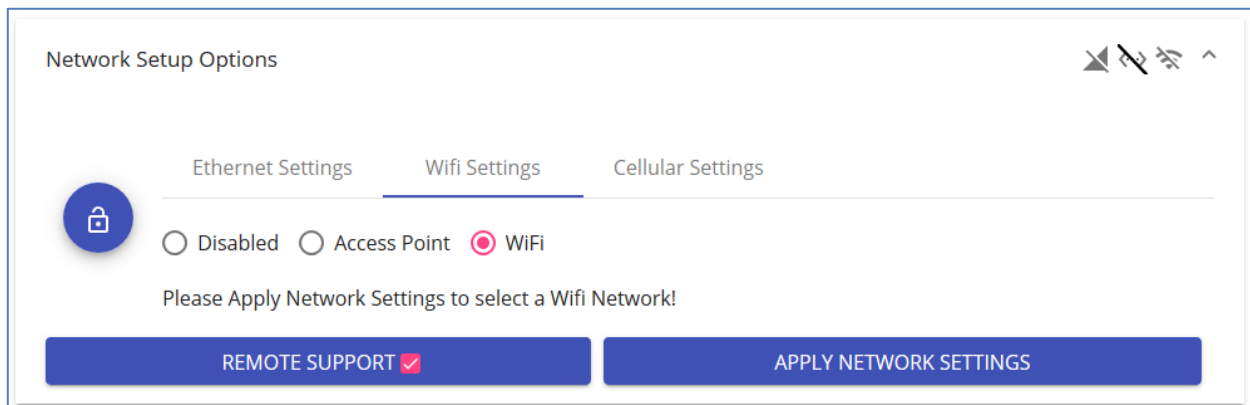 Network Setup Options
Ethernet Settings Wifi Settings Cellular Settings
Disabled Access Point WiFi
Please Apply Network Settings to select a Wifi Network!
REMOTE SUPPORT APPLY NETWORK SETTINGS